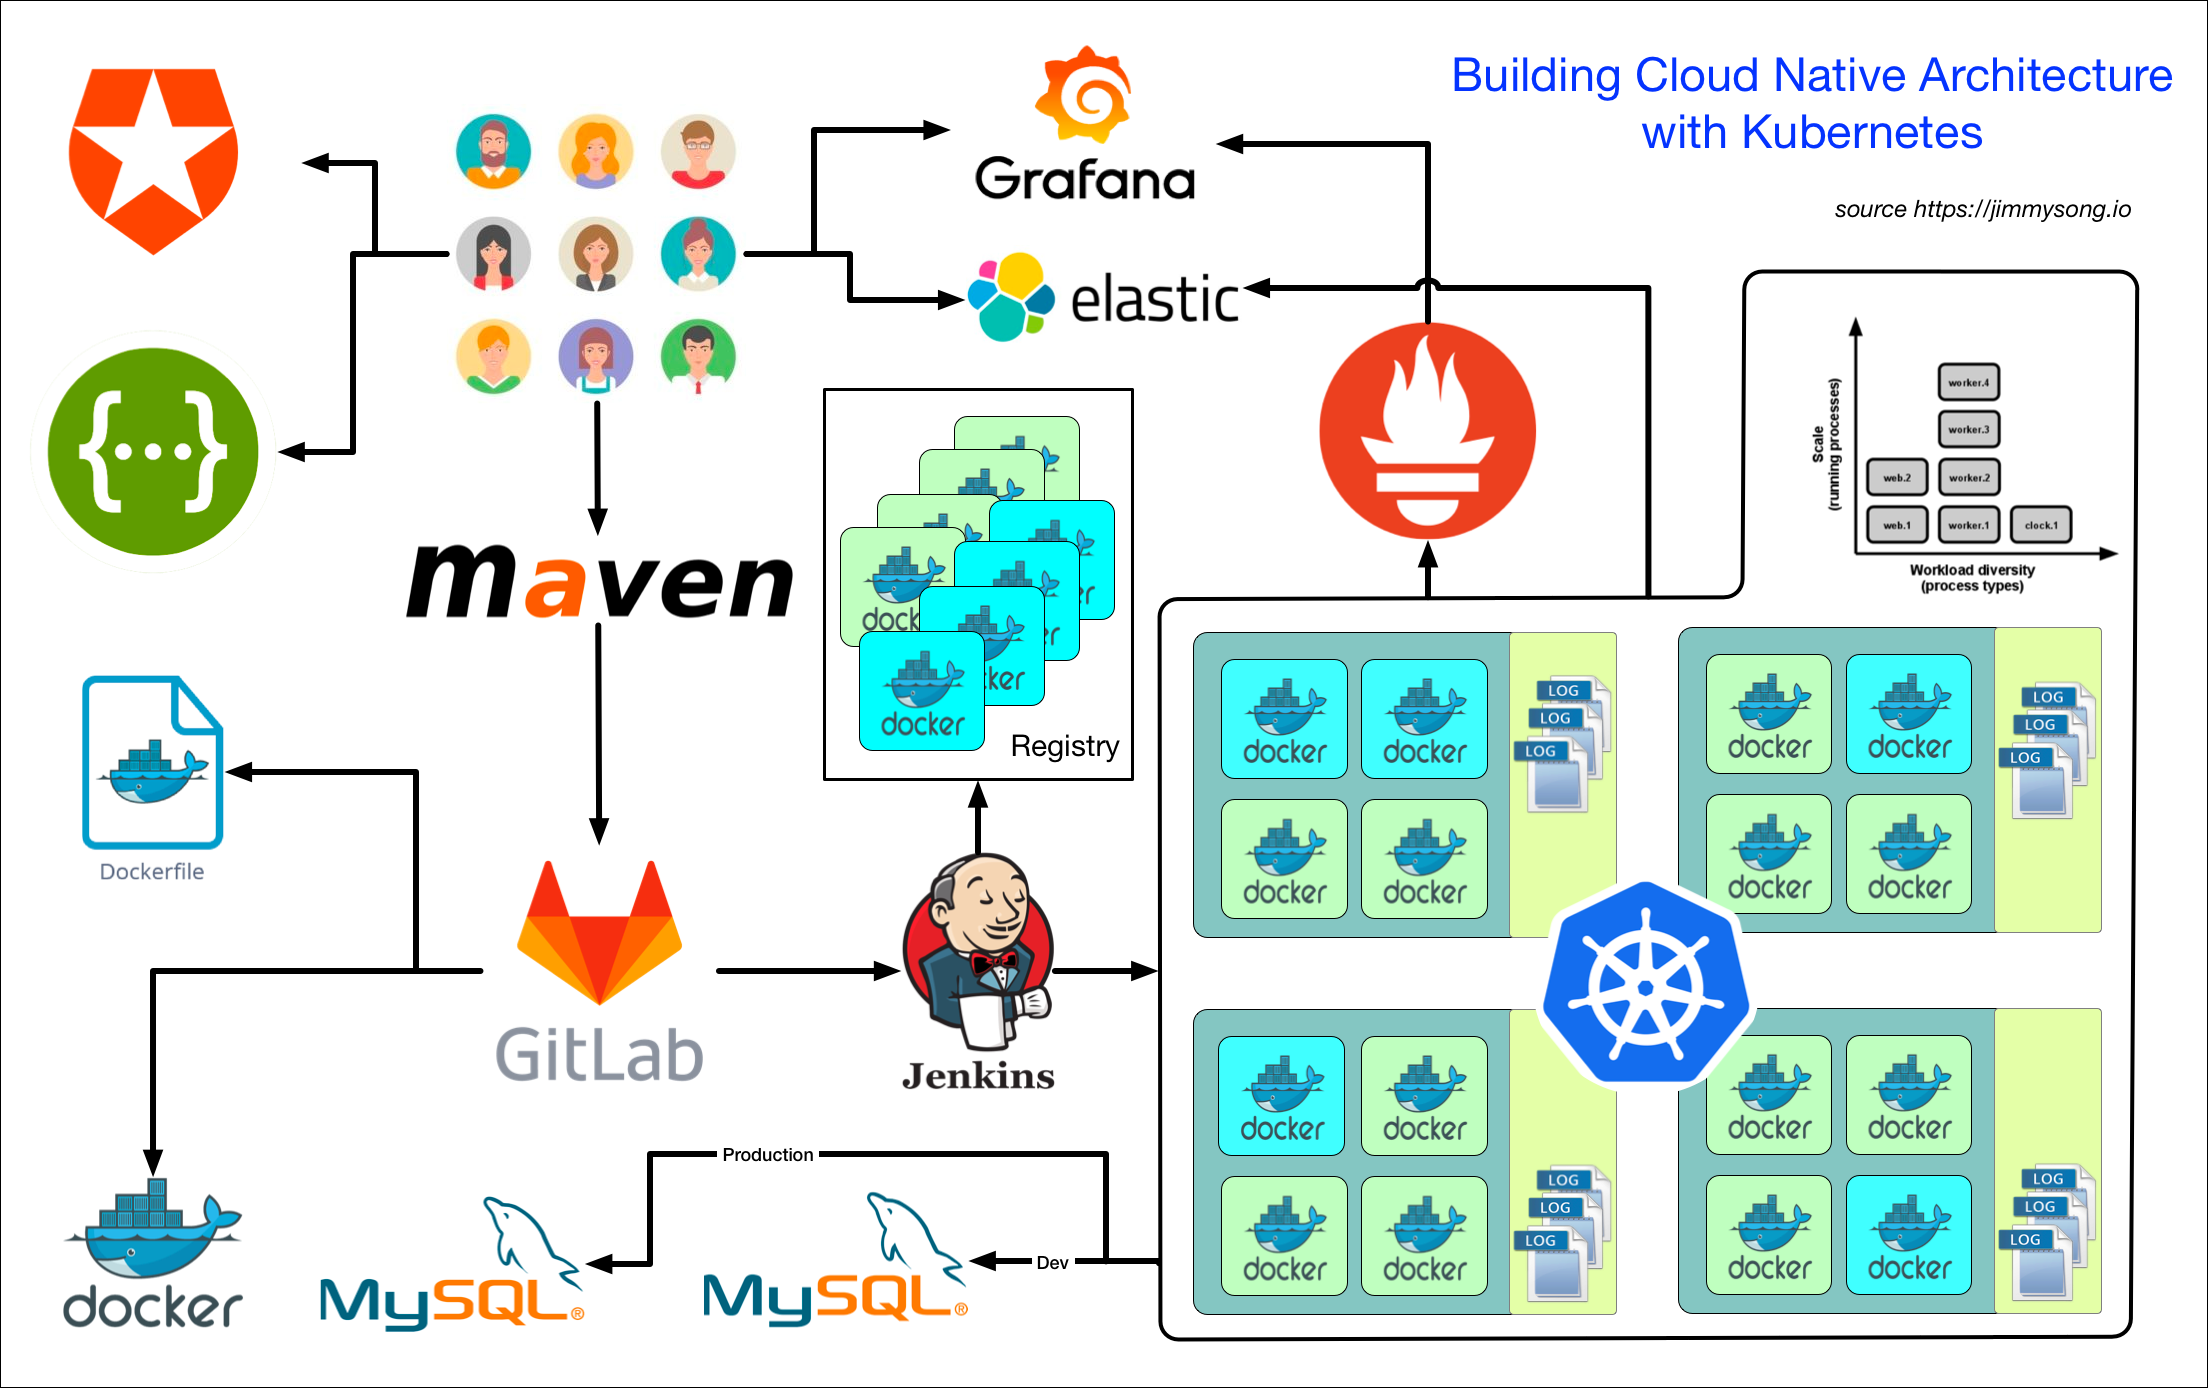 Building Cloud Native Architecture
with Kubernetes
source https://jimmysong.io
Grafana
elastic
maven
Dockerfile
GitLab
docker
Jenkins
Registry
docker
dock
ker
er
er
MySQL®
MySQL®
Production
Dev
Scale
(running processes)
worker.4
worker.3
web.2
worker.2
web.1
worker.1
clock.1
Workload diversity
(process types)
docker
docker
docker
docker
LOG
LOG
LOG
docker
docker
docker
docker
LOG
LOG
LOG
docker
docker
docker
docker
LOG
LOG
LOG
docker
docker
docker
docker
LOG
LOG
LOG